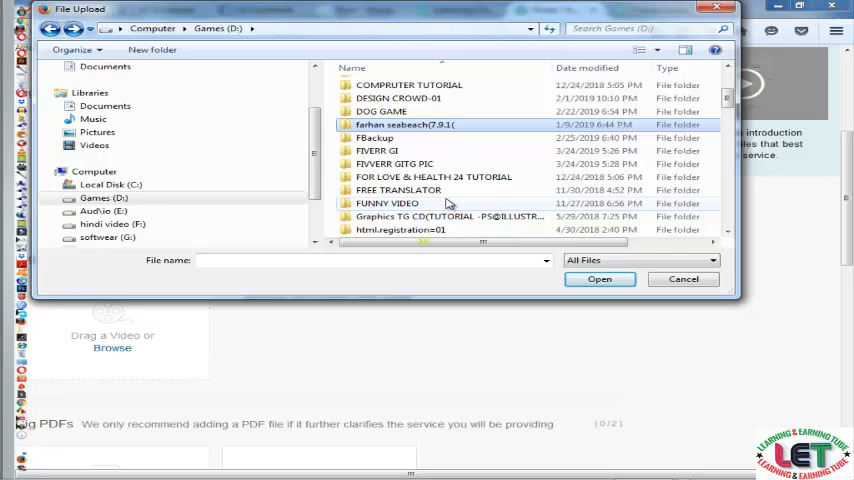 File Upload
Computer
Games (D:)
Search Games (D:)
Organize
New folder
Documents
Libraries
Documents
Music
Pictures
Videos
Computer
Local Disk (C:)
Games (D:)
Aud\io (E:)
hindi video (F:)
softwear (G:)
Name Date modified Type
COMPRUTER TUTORIAL 12/24/2018 5:05 PM File folder
DESIGN CROWD-01 2/1/2019 10:10 PM File folder
DOG GAME 2/22/2019 6:54 PM File folder
farhan seabeach(7.9.1( 1/9/2019 6:44 PM File folder
FBackup 2/25/2019 6:40 PM File folder
FIVERR GI 3/24/2019 5:26 PM File folder
FIVVERR GITG PIC 3/24/2019 5:28 PM File folder
FOR LOVE & HEALTH 24 TUTORIAL 12/24/2018 5:06 PM File folder
FREE TRANSLATOR 11/30/2018 4:52 PM File folder
FUNNY VIDEO 11/27/2018 6:56 PM File folder
Graphics TG CD(TUTORIAL -PS@ILLUSTR... 5/29/2018 7:25 PM File folder
html.registration=01 4/30/2018 2:40 PM File folder
File name:
All Files
Open
Cancel
introduction
files that best
service.
Drag a Video or
Browse
g PDFs We only recommend adding a PDF file if it further clarifies the service you will be providing (0/2)
LEARNING & EARNING TUBE
LET
LEARNING & EARNING TUBE